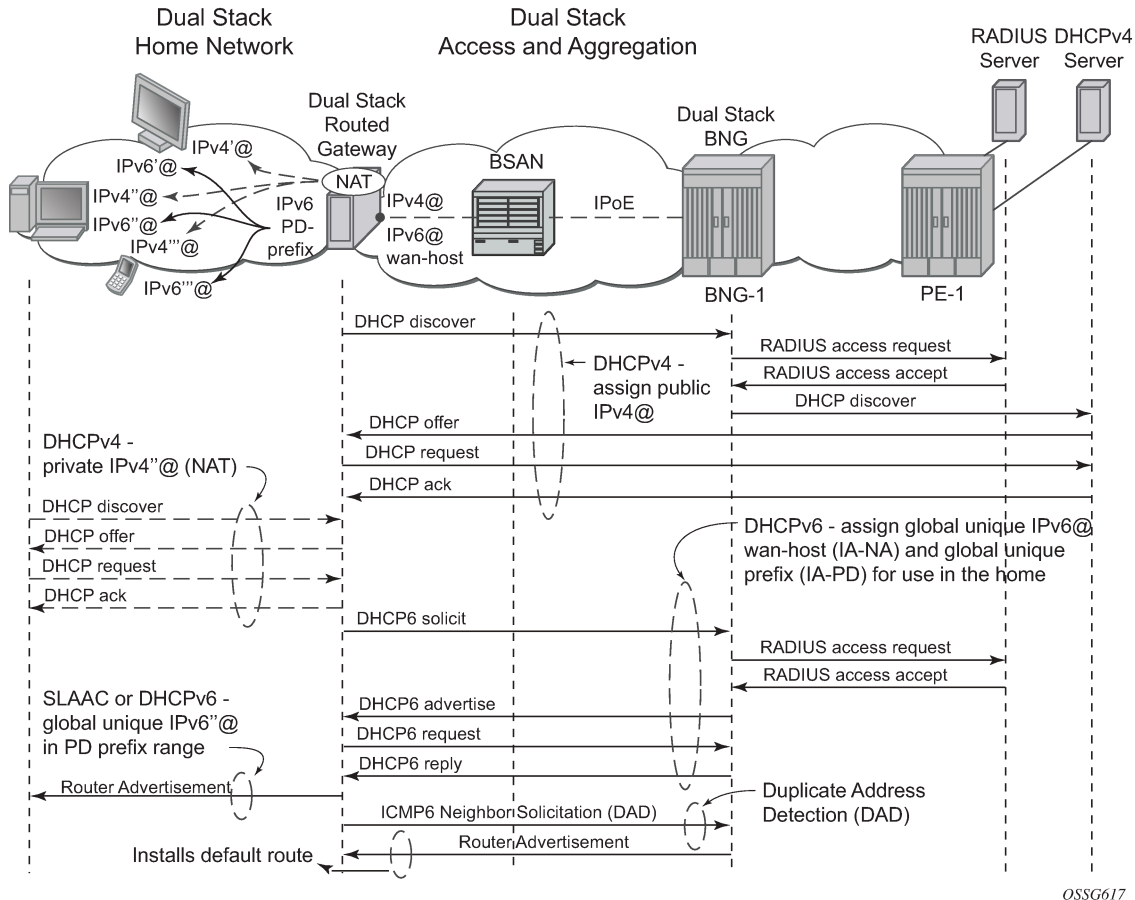 Dual Stack
Home Network
Dual Stack
Access and Aggregation
RADIUS
Server
DHCPv4
Server
Dual Stack
Routed
Gateway
Dual Stack
BNG
BSAN
NAT
IPv4'@
IPv6'@
IPv4''@
IPv6''@
IPv4'''@
IPv6'''@
IPv6
PD-
prefix
IPv4@
IPv6@
wan-host
IPoE
BNG-1
PE-1
DHCP discover
RADIUS access request
RADIUS access accept
DHCPv4 -
assign public
IPv4@
DHCP discover
DHCP offer
DHCP request
DHCP ack
DHCPv4 -
private IPv4''@ (NAT)
DHCP discover
DHCP offer
DHCP request
DHCP ack
DHCPv6 - assign global unique IPv6@
wan-host (IA-NA) and global unique
prefix (IA-PD) for use in the home
DHCP6 solicit
RADIUS access request
RADIUS access accept
DHCP6 advertise
DHCP6 request
DHCP6 reply
SLAAC or DHCPv6 -
global unique IPv6''@
in PD prefix range
Router Advertisement
ICMP6 Neighbor Solicitation (DAD)
Duplicate Address
Detection (DAD)
Router Advertisement
Installs default route
OSSG617